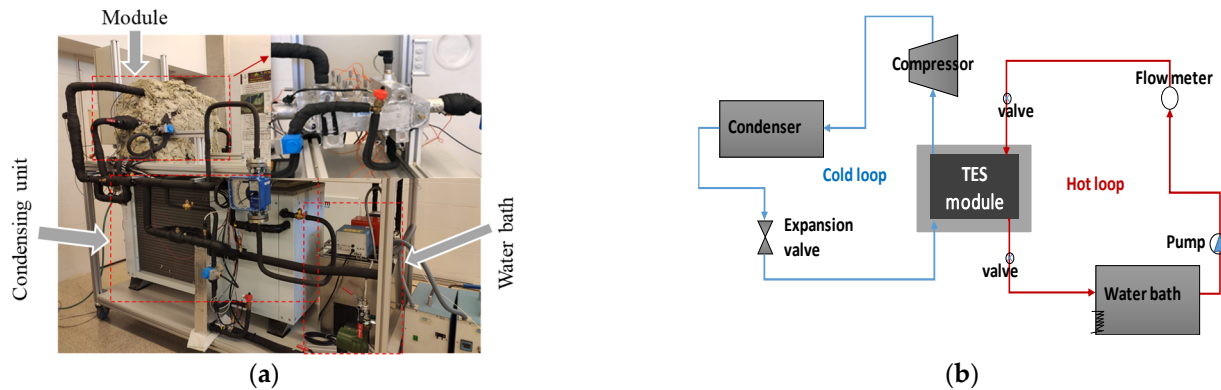 Module
Condensing unit
Water bath
(a)
Compressor
Condenser
Cold loop
Expansion
valve
TES
module
valve
valve
Hot loop
Flow meter
Pump
Water bath
(b)